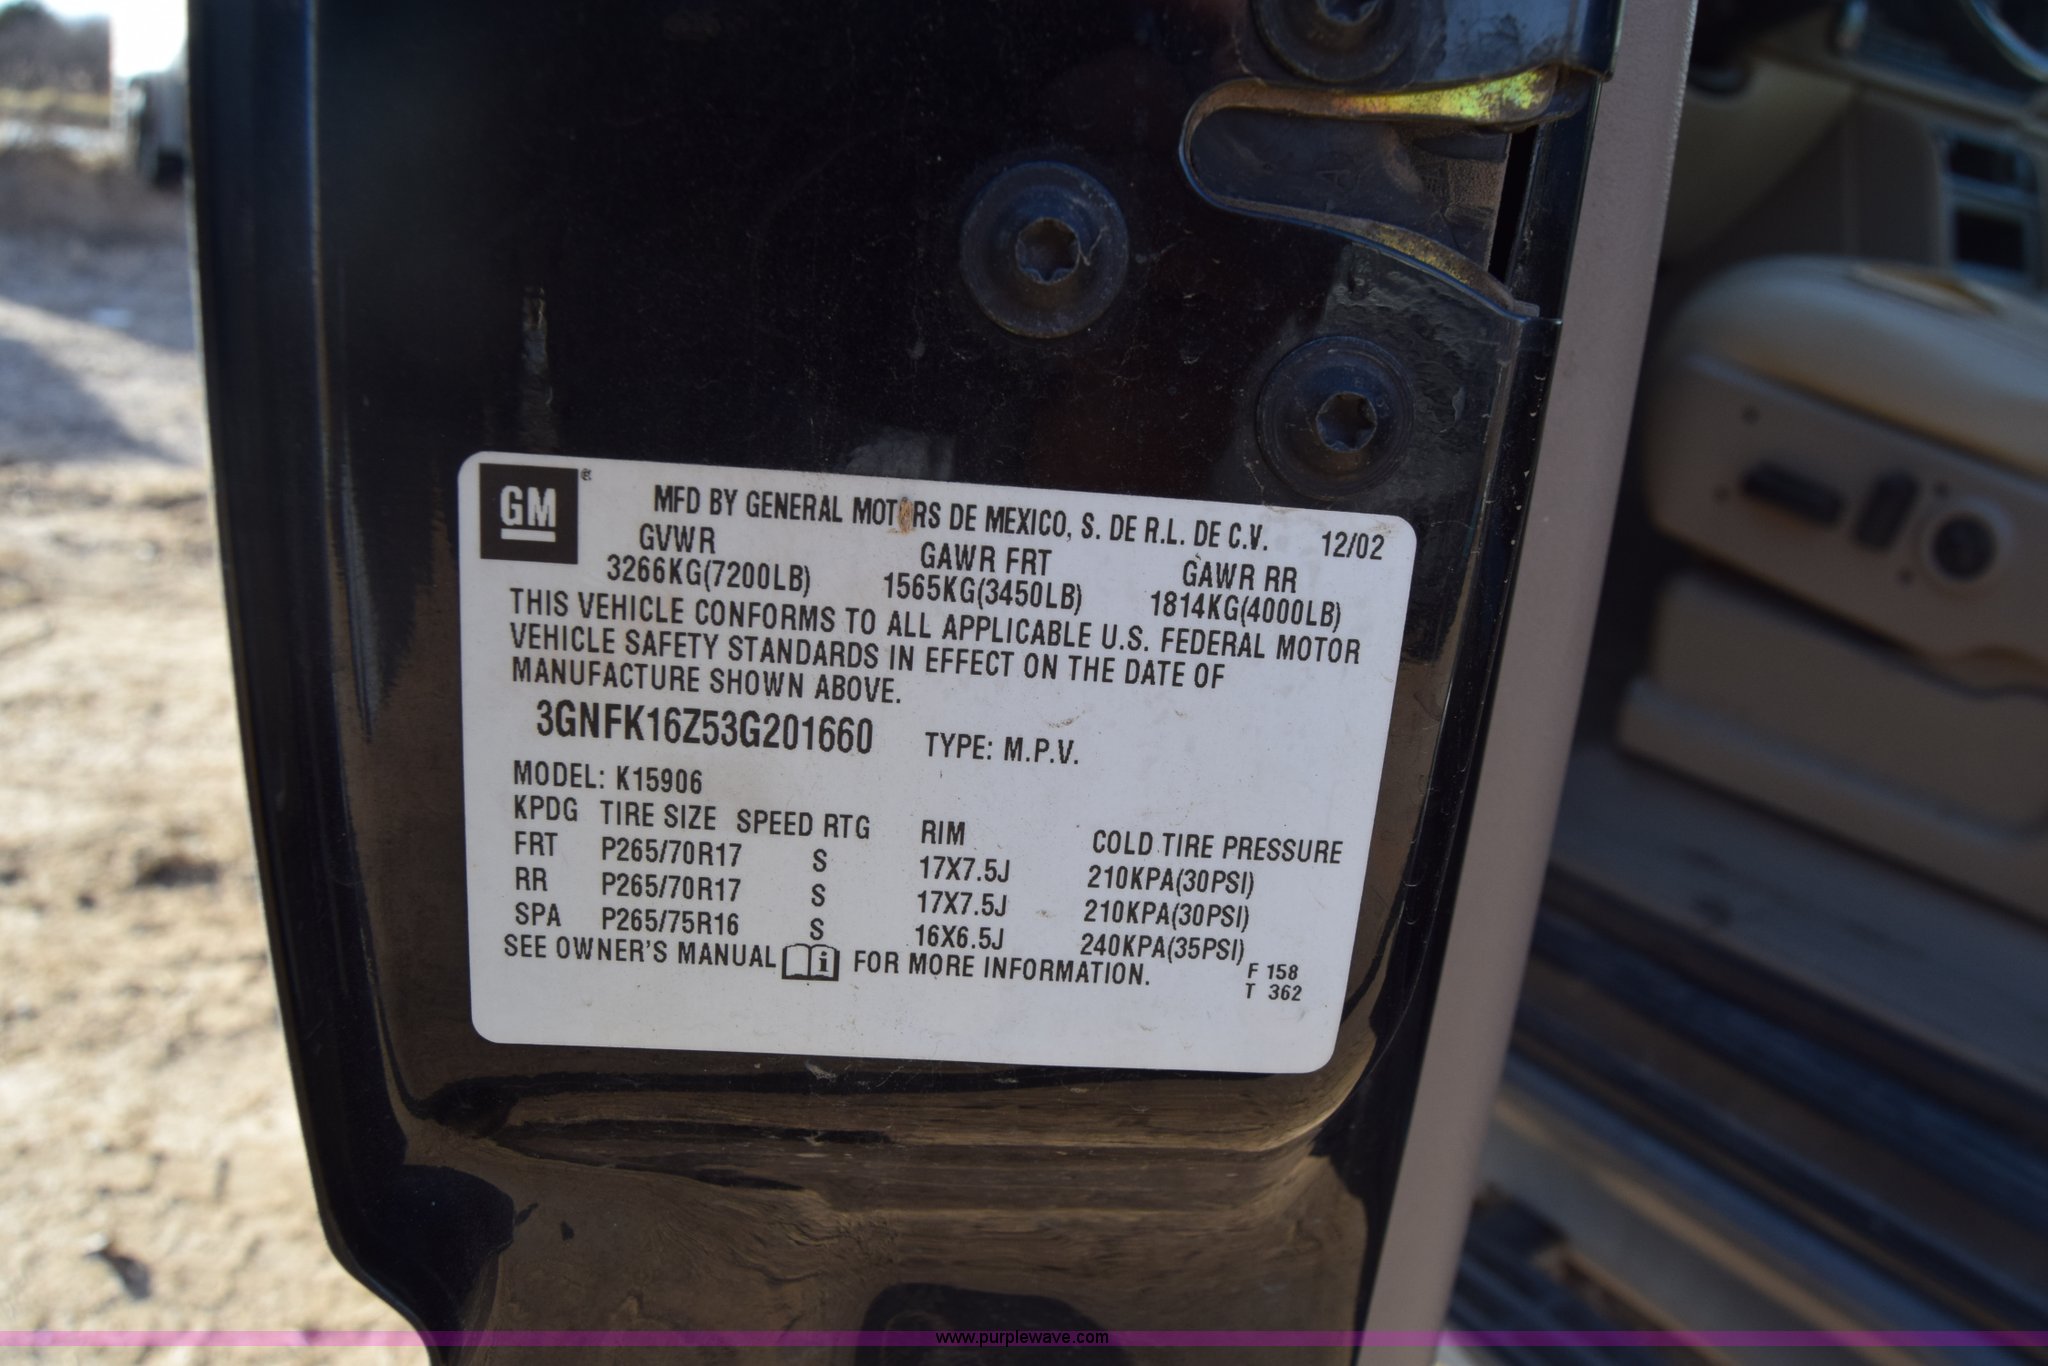 GM ®
MFD BY GENERAL MOTORS DE MEXICO, S. DE R.L. DE C.V. 12/02
GVWR GAWR FRT GAWR RR
3266KG(7200LB) 1565KG(3450LB) 1814KG(4000LB)
THIS VEHICLE CONFORMS TO ALL APPLICABLE U.S. FEDERAL MOTOR
VEHICLE SAFETY STANDARDS IN EFFECT ON THE DATE OF
MANUFACTURE SHOWN ABOVE.
3GNFK16Z53G201660 TYPE: M.P.V.
MODEL: K15906
KPDG TIRE SIZE SPEED RTG RIM COLD TIRE PRESSURE
FRT P265/70R17 S 17X7.5J 210KPA(30PSI)
RR P265/70R17 S 17X7.5J 210KPA(30PSI)
SPA P265/75R16 S 16X6.5J 240KPA(35PSI)
SEE OWNER'S MANUAL i FOR MORE INFORMATION.
F 158
T 362
www.purplewave.com